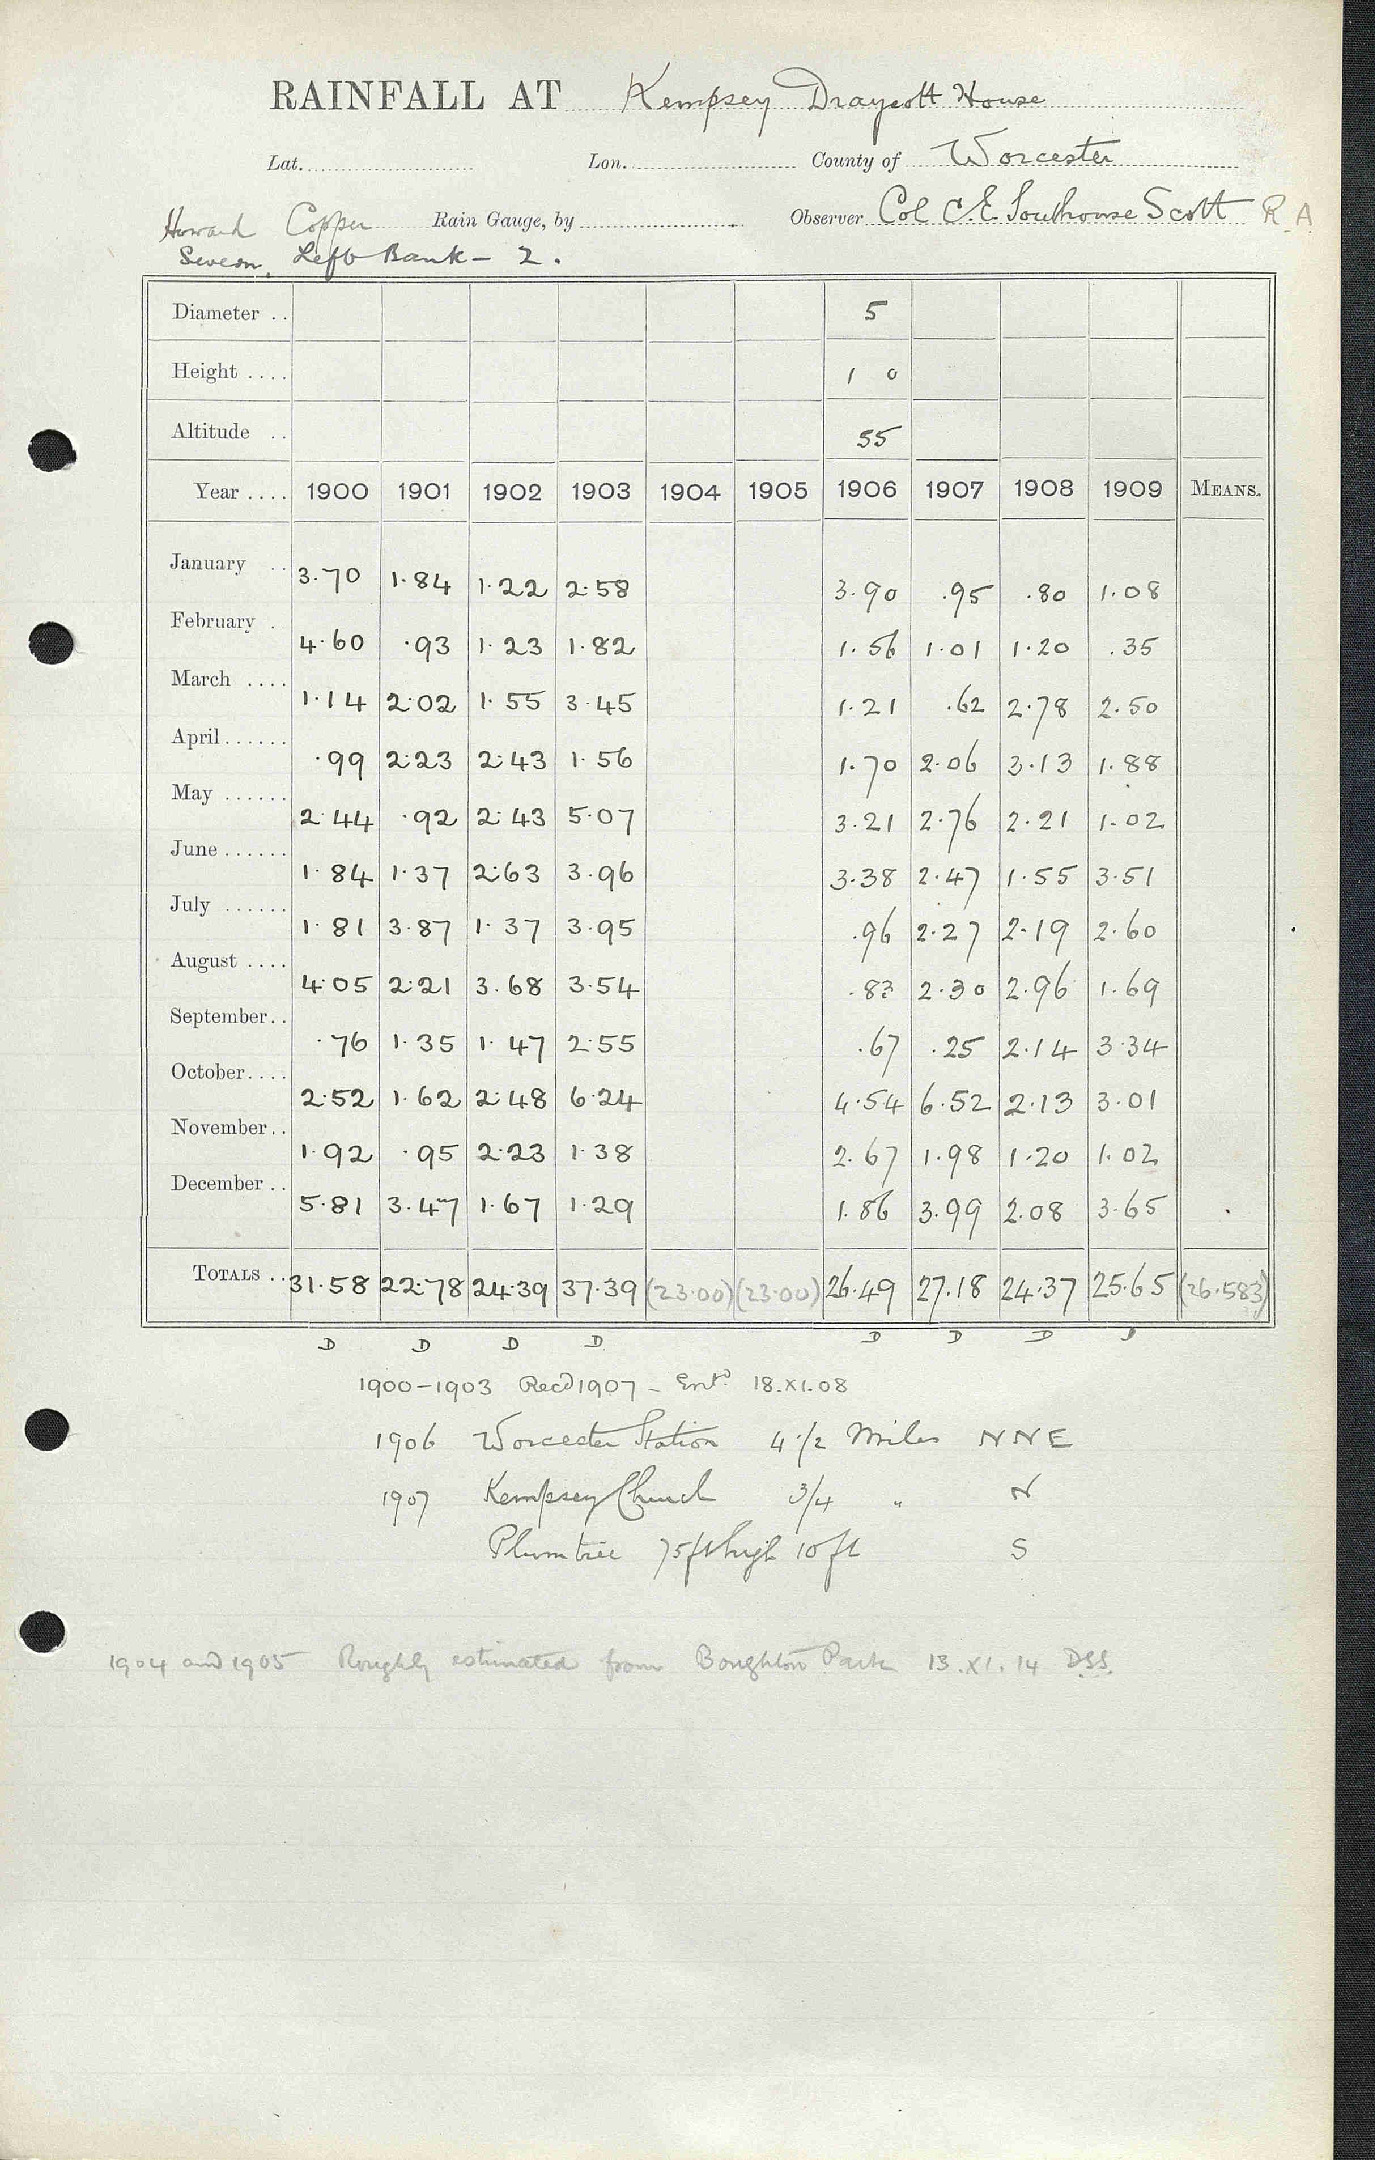 RAINFALL AT Kempsey Draycott House
Lat. Lon. County of Worcester
Howard Copper Rain Gauge, by Observer Col C.E. Southouse Scott R.A
Severn, Left Bank - 2.
Diameter .. 5
Height .... 1 0
Altitude .. 55
Year .... 1900 1901 1902 1903 1904 1905 1906 1907 1908 1909 MEANS.
January .. 3.70 1.84 1.22 2.58 3.90 .95 .80 1.08
February . 4.60 .93 1.23 1.82 1.56 1.01 1.20 .35
March .... 1.14 2.02 1.55 3.45 1.21 .62 2.78 2.50
April...... .99 2.23 2.43 1.56 1.70 2.06 3.13 1.88
May ...... 2.44 .92 2.43 5.07 3.21 2.76 2.21 1.02
June...... 1.84 1.37 2.63 3.96 3.38 2.47 1.55 3.51
July ...... 1.81 3.87 1.37 3.95 .96 2.27 2.19 2.60
August .... 4.05 2.21 3.68 3.54 .83 2.30 2.96 1.69
September.. .76 1.35 1.47 2.55 .67 .25 2.14 3.34
October.... 2.52 1.62 2.48 6.24 4.54 6.52 2.13 3.01
November.. 1.92 .95 2.23 1.38 2.67 1.98 1.20 1.02
December .. 5.81 3.47 1.67 1.29 1.86 3.99 2.08 3.65
TOTALS .. 31.58 22.78 24.39 37.39 (23.00) (23.00) 26.49 27.18 24.37 25.65 (26.583)
D D D D D D D
1900-1903 Recd 1907 - Entd 18.XI.08
1906 Worcester Station 4 1/2 Miles NNE
1907 Kempsey Church 3/4 " N
Plumtree 75ft high 10 ft S
1904 and 1905 Roughly estimated from Boughton Park 13.XI.14 D.S.S.